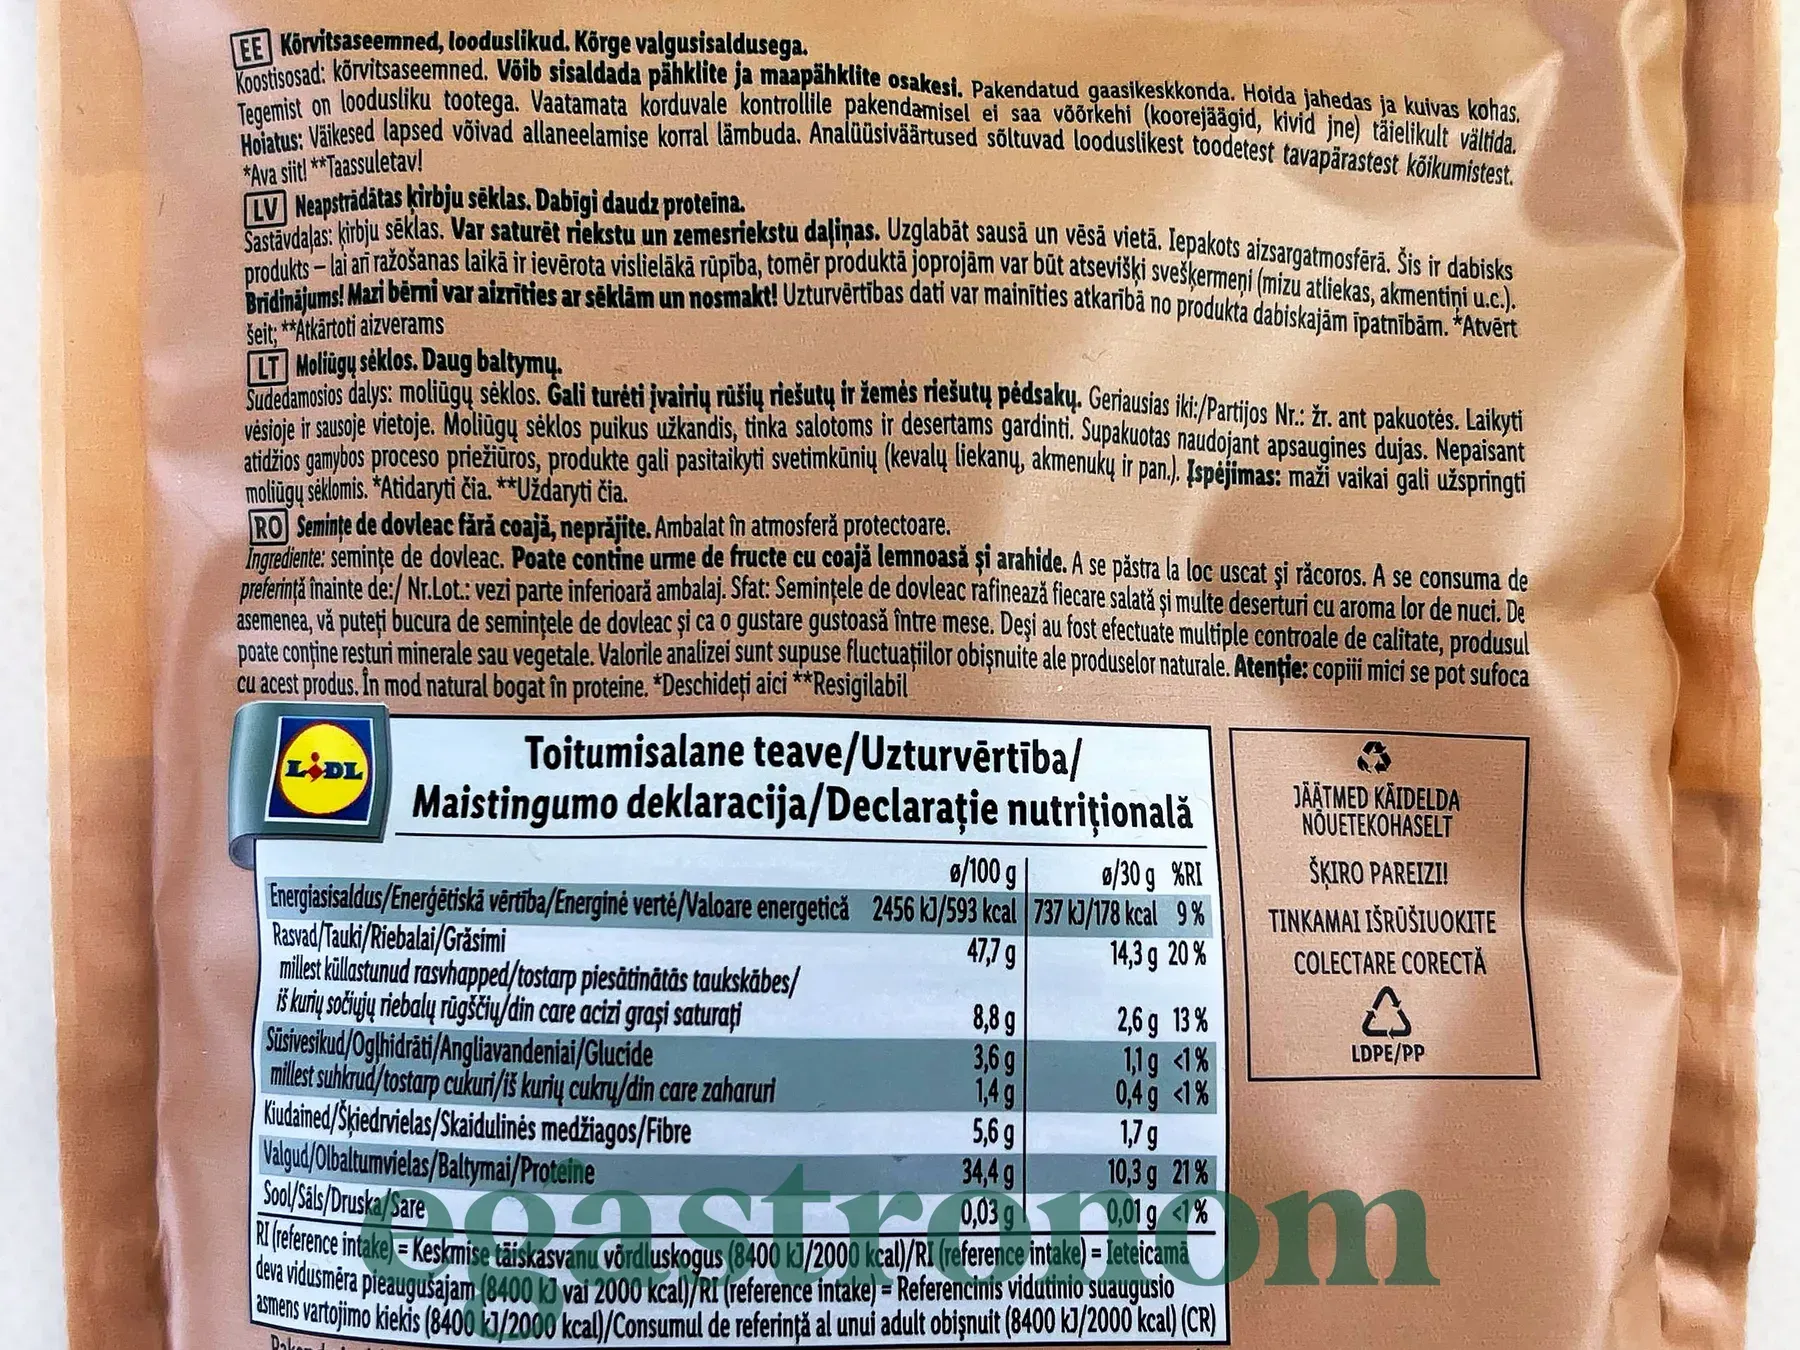 EE Kõrvitsaseemned, looduslikud. Kõrge valgusisaldusega.
Koostisosad: kõrvitsaseemned. Võib sisaldada pähklite ja maapähklite osakesi. Pakendatud gaasikeskkonda. Hoida jahedas ja kuivas kohas.
Tegemist on loodusliku tootega. Vaatamata korduvale kontrollile pakendamisel ei saa võõrkehi (koorejäägid, kivid jne) täielikult vältida.
Hoiatus: Väikesed lapsed võivad allaneelamise korral lämbuda. Analüüsiväärtused sõltuvad looduslikest toodetest tavapärastest kõikumistest.
*Ava siit! **Taassuletav!
LV Neapstrādātas ķirbju sēklas. Dabīgi daudz proteīna.
Sastāvdaļas: ķirbju sēklas. Var saturēt riekstu un zemesriekstu daļiņas. Uzglabāt sausā un vēsā vietā. Iepakots aizsargatmosfērā. Šis ir dabisks
produkts – lai arī ražošanas laikā ir ievērota vislielākā rūpība, tomēr produktā joprojām var būt atsevišķi svešķermeņi (mizu atliekas, akmentiņi u.c.).
Brīdinājums! Mazi bērni var aizrīties ar sēklām un nosmakt! Uzturvērtības dati var mainīties atkarībā no produkta dabiskajām īpatnībām. *Atvērt
šeit; **Atkārtoti aizverams
LT Moliūgų sėklos. Daug baltymų.
Sudedamosios dalys: moliūgų sėklos. Gali turėti įvairių rūšių riešutų ir žemės riešutų pėdsakų. Geriausias iki:/Partijos Nr.: žr. ant pakuotės. Laikyti
vėsioje ir sausoje vietoje. Moliūgų sėklos puikus užkandis, tinka salotoms ir desertams gardinti. Supakuotas naudojant apsaugines dujas. Nepaisant
atidžios gamybos proceso priežiūros, produkte gali pasitaikyti svetimkūnių (kevalų liekanų, akmenukų ir pan.). Įspėjimas: maži vaikai gali užspringti
moliūgų sėklomis. *Atidaryti čia. **Uždaryti čia.
RO Semințe de dovleac fără coajă, neprăjite. Ambalat în atmosferă protectoare.
Ingrediente: semințe de dovleac. Poate contine urme de fructe cu coajă lemnoasă și arahide. A se păstra la loc uscat și răcoros. A se consuma de
preferință înainte de:/ Nr.Lot.: vezi parte inferioară ambalaj. Sfat: Semințele de dovleac rafinează fiecare salată și multe deserturi cu aroma lor de nuci. De
asemenea, vă puteți bucura de semințele de dovleac și ca o gustare gustoasă între mese. Deși au fost efectuate multiple controale de calitate, produsul
poate conține resturi minerale sau vegetale. Valorile analizei sunt supuse fluctuațiilor obișnuite ale produselor naturale. Atenție: copiii mici se pot sufoca
cu acest produs. În mod natural bogat în proteine. *Deschideți aici **Resigilabil
LIDL
Toitumisalane teave/Uzturvērtība/
Maistingumo deklaracija/Declarație nutrițională
ø/100 g ø/30 g %RI
Energiasisaldus/Enerģētiskā vērtība/Energinė vertė/Valoare energetică 2456 kJ/593 kcal 737 kJ/178 kcal 9 %
Rasvad/Tauki/Riebalai/Grăsimi 47,7 g 14,3 g 20 %
millest küllastunud rasvhapped/tostarp piesātinātās taukskābes/
iš kurių sočiųjų riebalų rūgščių/din care acizi grași saturați 8,8 g 2,6 g 13 %
Süsivesikud/Ogļhidrāti/Angliavandeniai/Glucide 3,6 g 1,1 g <1 %
millest suhkrud/tostarp cukuri/iš kurių cukrų/din care zaharuri 1,4 g 0,4 g <1 %
Kiudained/Šķiedrvielas/Skaidulinės medžiagos/Fibre 5,6 g 1,7 g
Valgud/Olbaltumvielas/Baltymai/Proteine 34,4 g 10,3 g 21 %
Sool/Sāls/Druska/Sare 0,03 g 0,01 g <1 %
RI (reference intake) = Keskmise täiskasvanu võrdluskogus (8400 kJ/2000 kcal)/RI (reference intake) = Ieteicamā
deva vidusmēra pieaugušajam (8400 kJ vai 2000 kcal)/RI (reference intake) = Referencinis vidutinio suaugusio
asmens vartojimo kiekis (8400 kJ/2000 kcal)/Consumul de referință al unui adult obișnuit (8400 kJ/2000 kcal) (CR)
JÄÄTMED KÄIDELDA
NÕUETEKOHASELT
ŠĶIRO PAREIZI!
TINKAMAI IŠRŪŠIUOKITE
COLECTARE CORECTĂ
LDPE/PP
egastronom